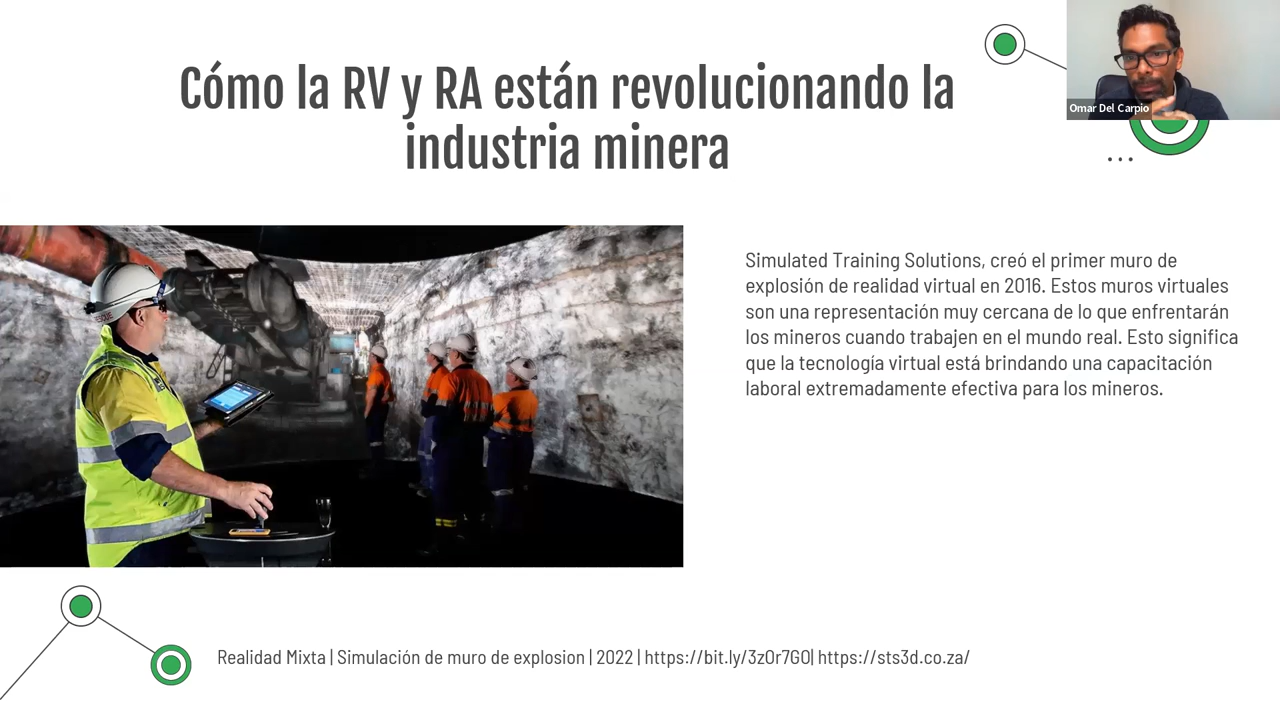 Cómo la RV y RA están revolucionando la
industria minera
Omar Del Carpio
...
Simulated Training Solutions, creó el primer muro de
explosión de realidad virtual en 2016. Estos muros virtuales
son una representación muy cercana de lo que enfrentarán
los mineros cuando trabajen en el mundo real. Esto significa
que la tecnología virtual está brindando una capacitación
laboral extremadamente efectiva para los mineros.
Realidad Mixta | Simulación de muro de explosion | 2022 | https://bit.ly/3zOr7GO| https://sts3d.co.za/